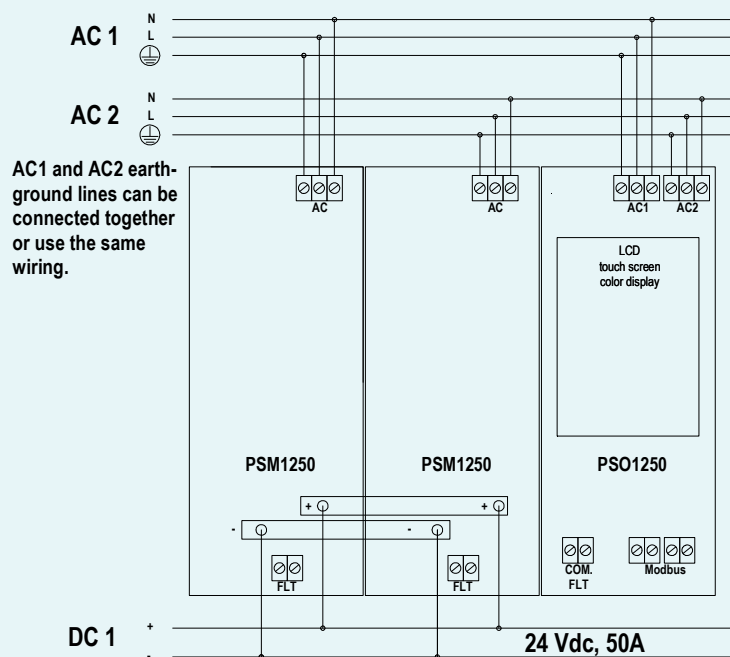 N
AC 1 L
N
AC 2 L
AC1 and AC2 earth-
ground lines can be
connected together
or use the same
wiring.
AC AC AC1 AC2
LCD
touch screen
color display
PSM1250 PSM1250 PSO1250
+ +
- -
FLT FLT COM. Modbus
FLT
+
DC 1 24 Vdc, 50A
-